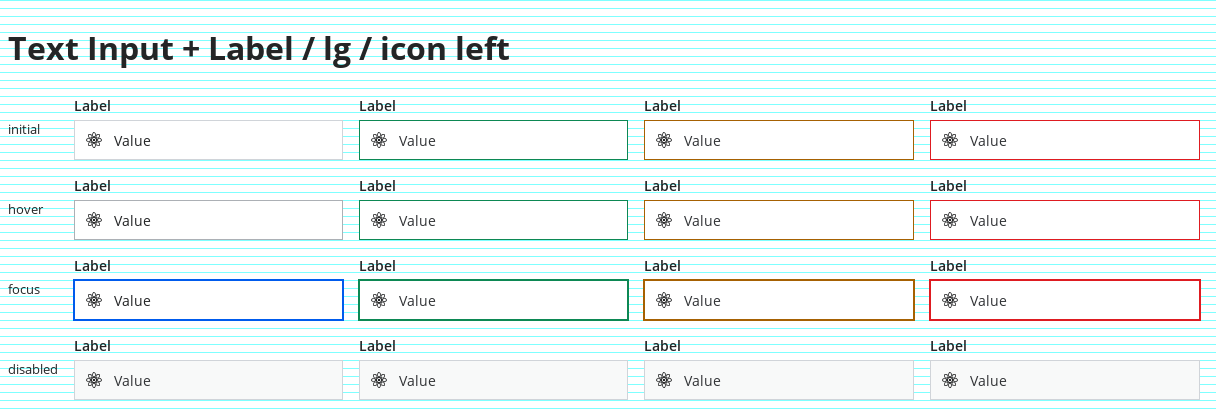 Text Input + Label / lg / icon left
Label Label Label Label
initial Value Value Value Value
Label Label Label Label
hover Value Value Value Value
Label Label Label Label
focus Value Value Value Value
Label Label Label Label
disabled Value Value Value Value